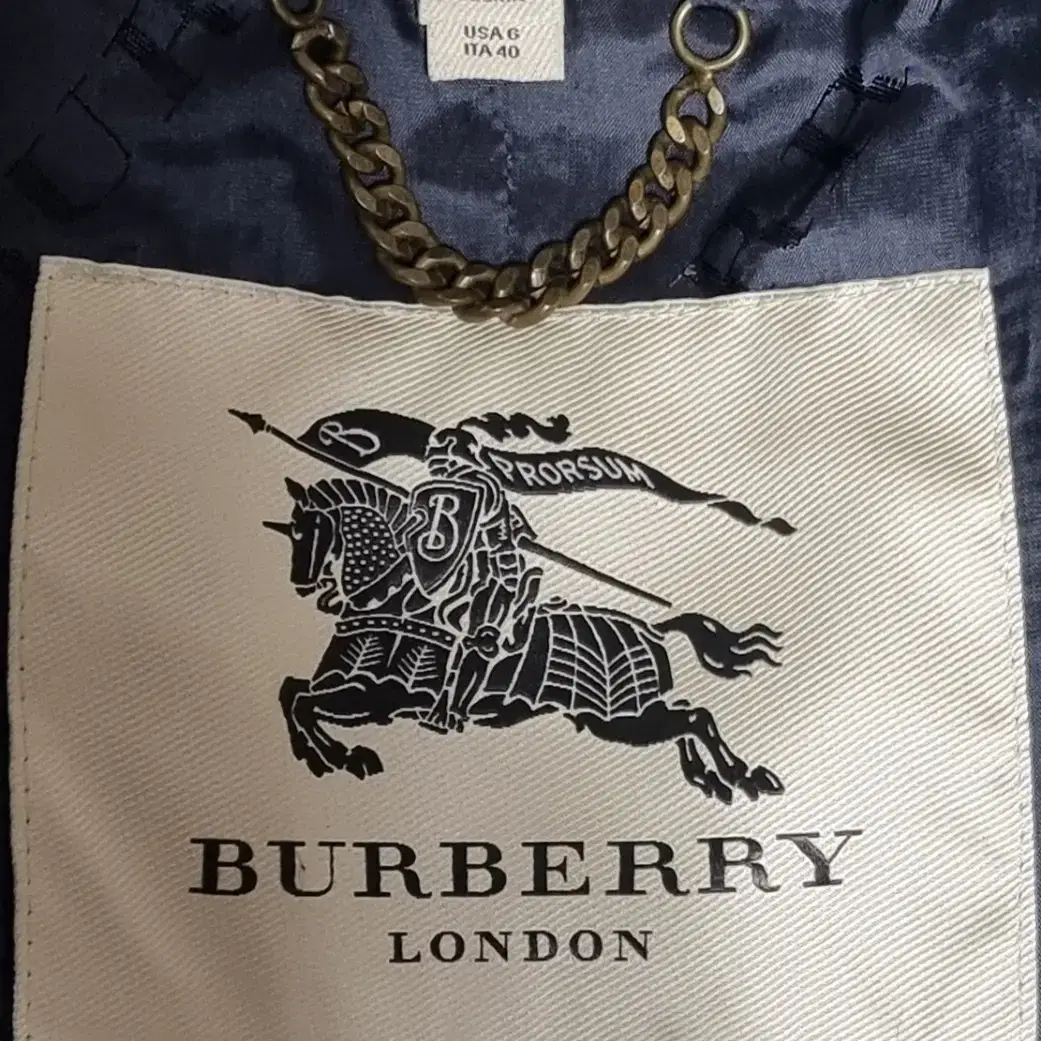 USA 6
ITA 40
B
PRORSUM
B
BURBERRY
LONDON